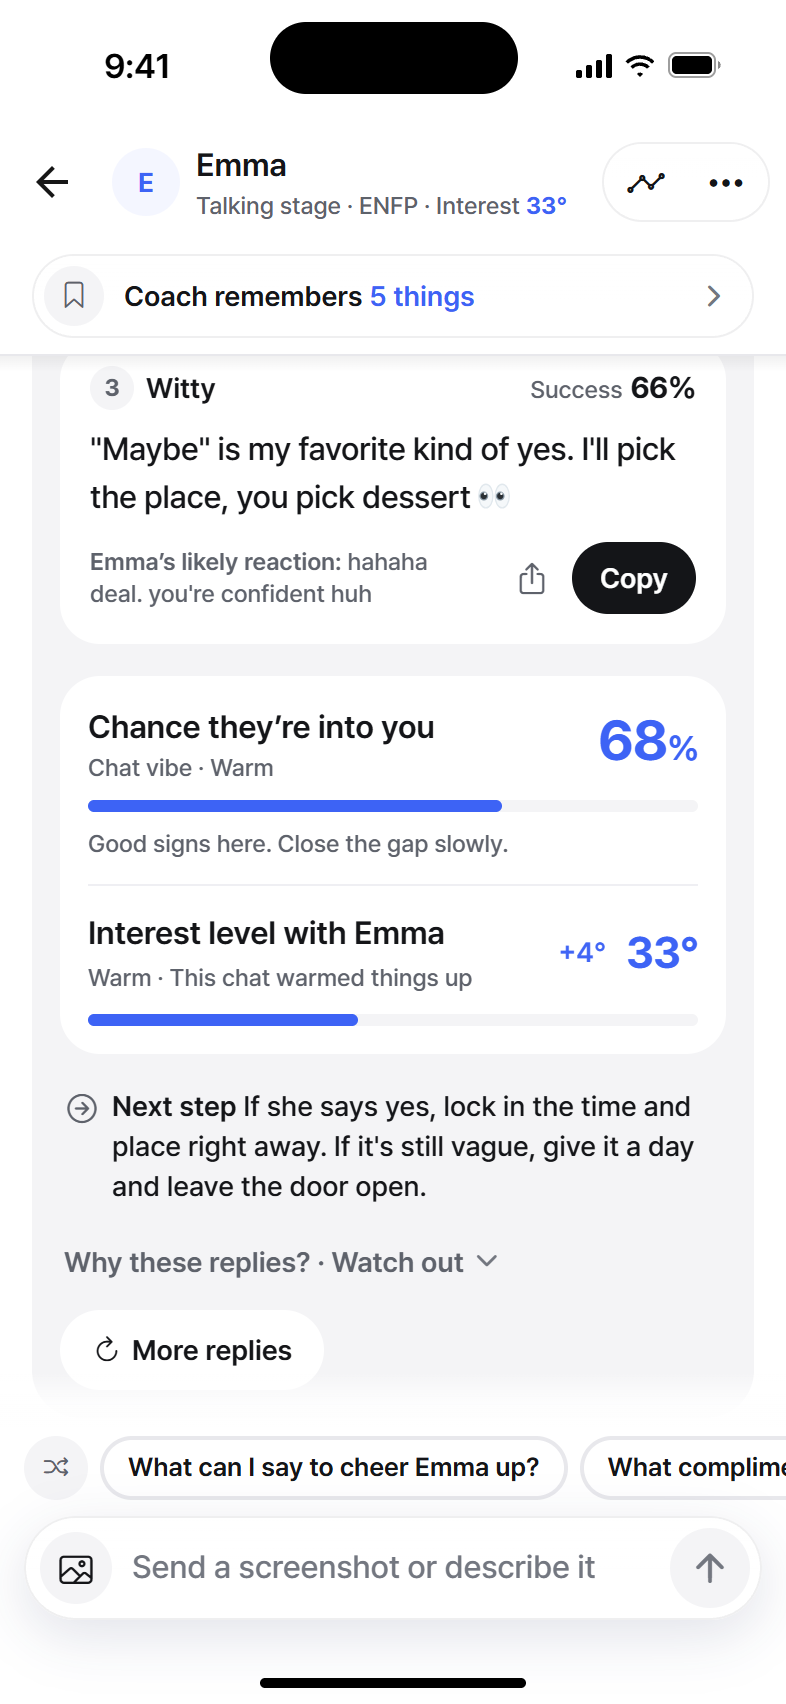 9:41
E
Emma
Talking stage · ENFP · Interest 33°
Coach remembers 5 things
3 Witty Success 66%
"Maybe" is my favorite kind of yes. I'll pick
the place, you pick dessert 👀
Emma’s likely reaction: hahaha
deal. you're confident huh
Copy
Chance they’re into you
68%
Chat vibe · Warm
Good signs here. Close the gap slowly.
Interest level with Emma
+4° 33°
Warm · This chat warmed things up
Next step If she says yes, lock in the time and
place right away. If it's still vague, give it a day
and leave the door open.
Why these replies? · Watch out
More replies
What can I say to cheer Emma up?
What complime
Send a screenshot or describe it